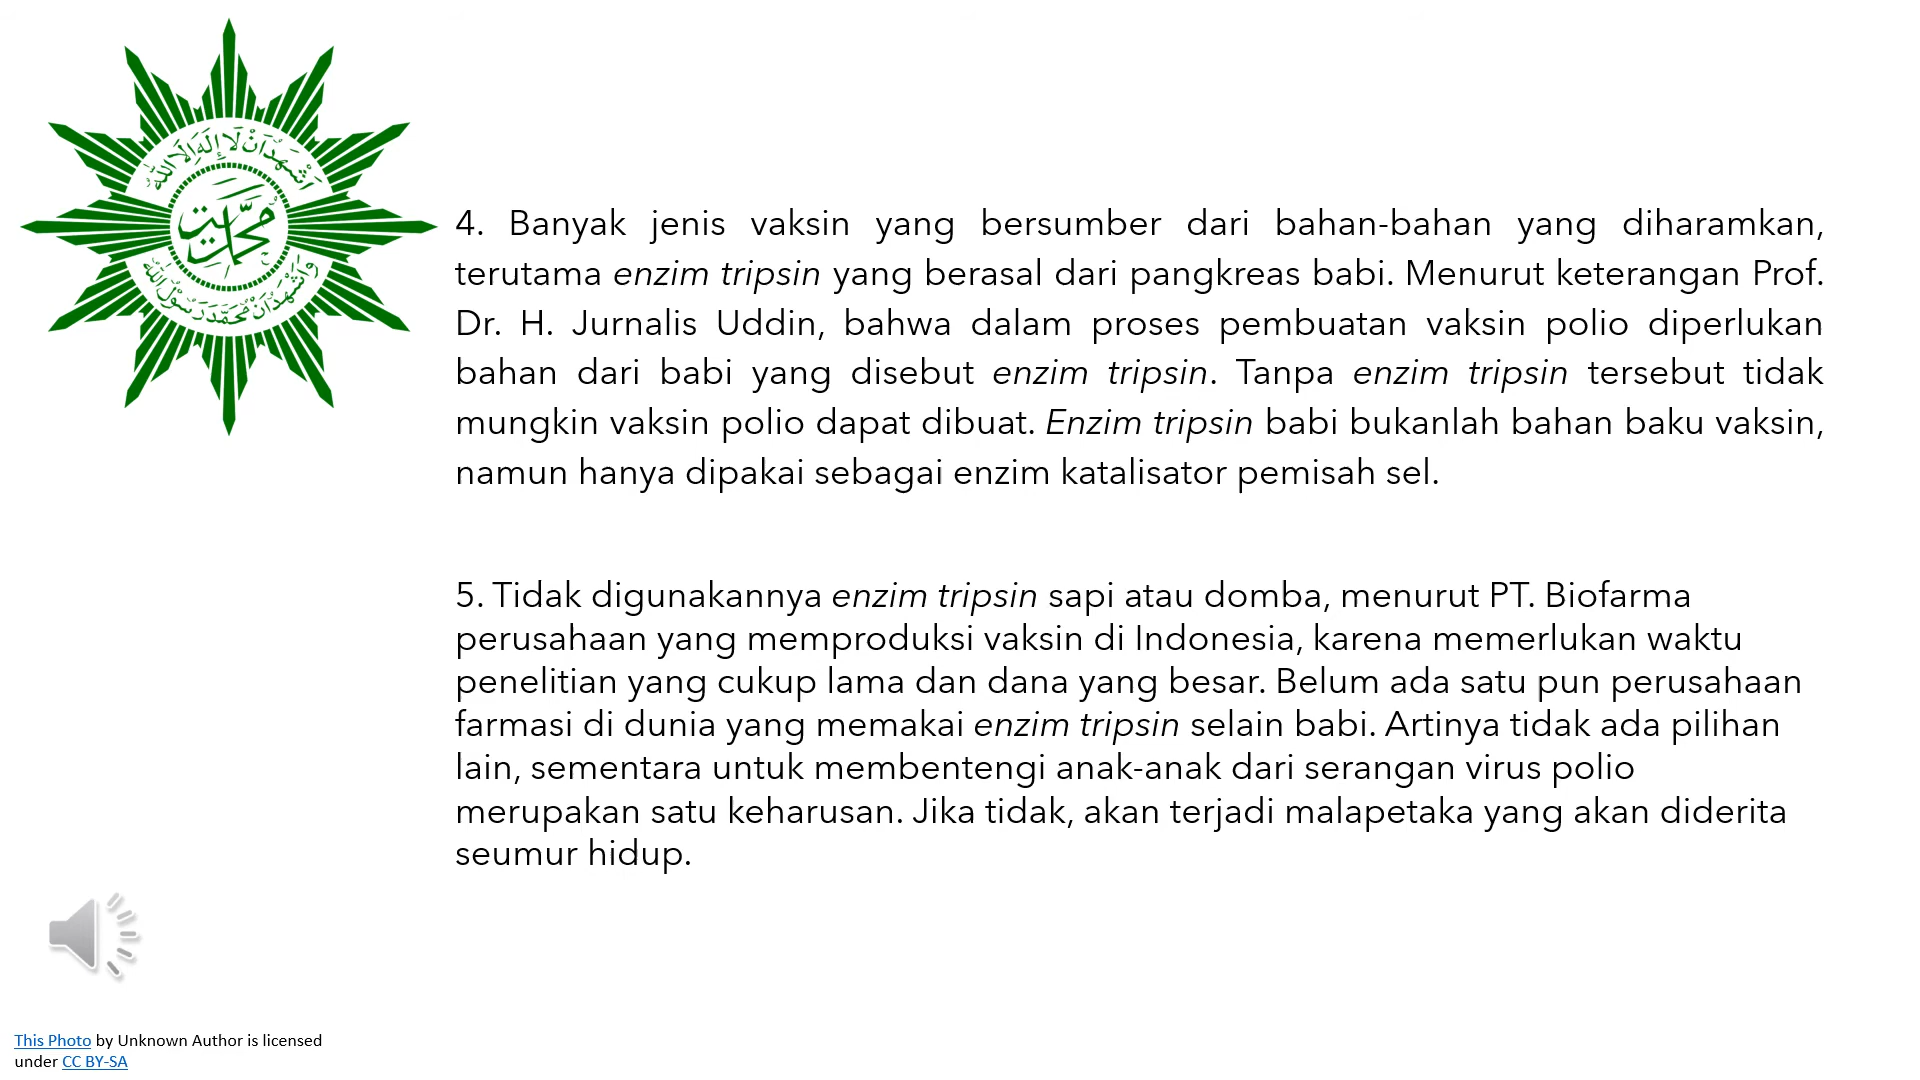 اَشْهَدُ اَنْ لَا إِلَهَ اِلَّا اللهُ
محمدية
وَاَشْهَدُ اَنَّ مُحَمَّدًا رَسُوْلُ اللهِ
4. Banyak jenis vaksin yang bersumber dari bahan-bahan yang diharamkan,
terutama enzim tripsin yang berasal dari pangkreas babi. Menurut keterangan Prof.
Dr. H. Jurnalis Uddin, bahwa dalam proses pembuatan vaksin polio diperlukan
bahan dari babi yang disebut enzim tripsin. Tanpa enzim tripsin tersebut tidak
mungkin vaksin polio dapat dibuat. Enzim tripsin babi bukanlah bahan baku vaksin,
namun hanya dipakai sebagai enzim katalisator pemisah sel.
5. Tidak digunakannya enzim tripsin sapi atau domba, menurut PT. Biofarma
perusahaan yang memproduksi vaksin di Indonesia, karena memerlukan waktu
penelitian yang cukup lama dan dana yang besar. Belum ada satu pun perusahaan
farmasi di dunia yang memakai enzim tripsin selain babi. Artinya tidak ada pilihan
lain, sementara untuk membentengi anak-anak dari serangan virus polio
merupakan satu keharusan. Jika tidak, akan terjadi malapetaka yang akan diderita
seumur hidup.
This Photo by Unknown Author is licensed
under CC BY-SA